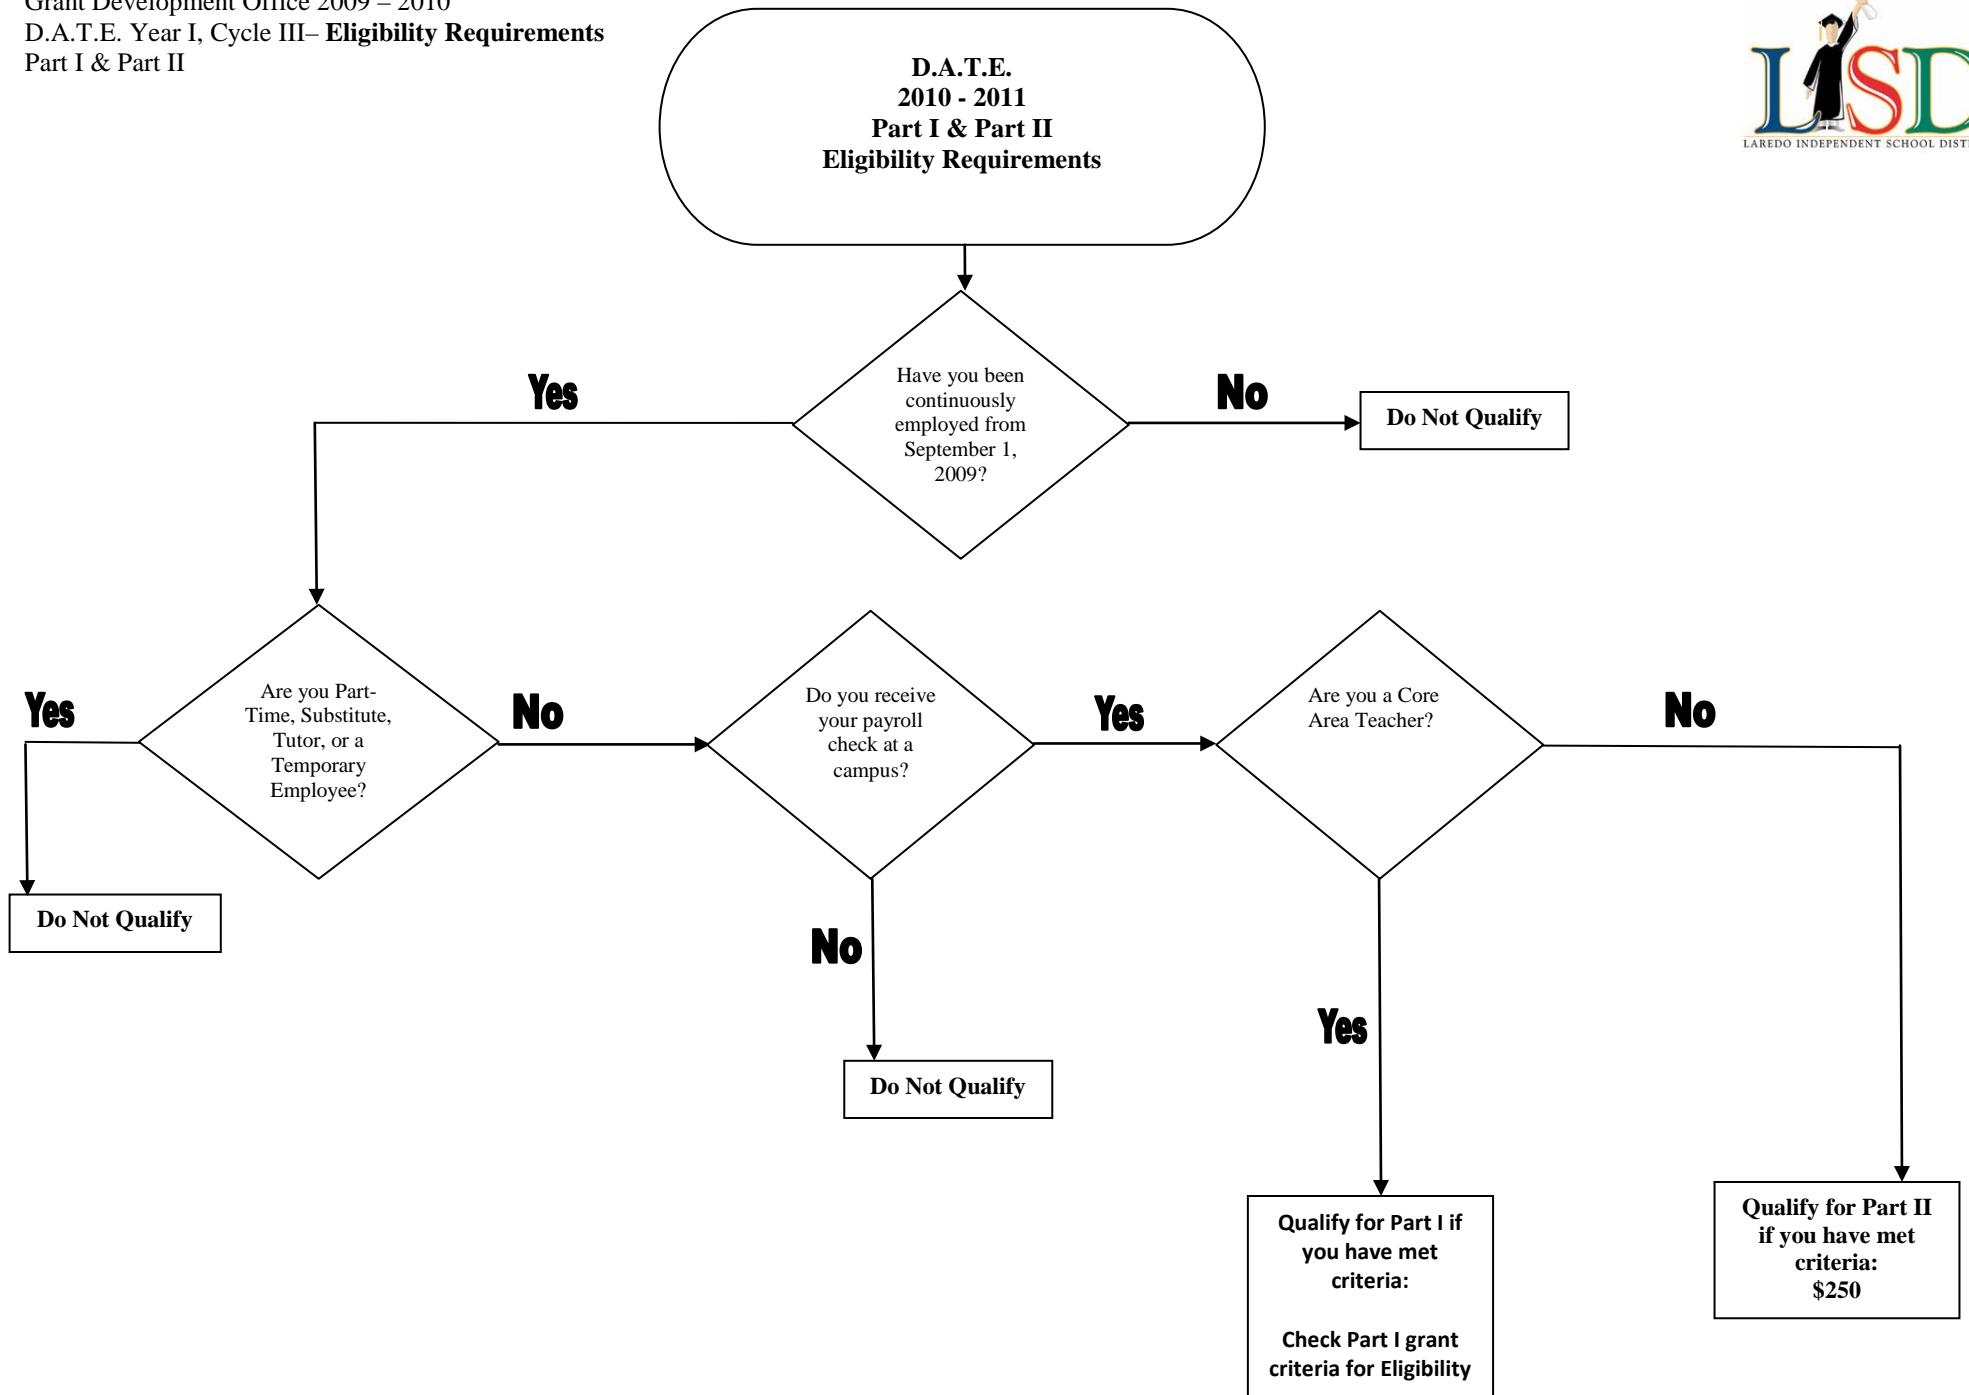 Grant Development Office 2009 – 2010
D.A.T.E. Year I, Cycle III– Eligibility Requirements
Part I & Part II
D.A.T.E.
2010 - 2011
Part I & Part II
Eligibility Requirements
LISD
LAREDO INDEPENDENT SCHOOL DIST
Have you been
continuously
employed from
September 1,
2009?
Yes
No
Do Not Qualify
Are you Part-
Time, Substitute,
Tutor, or a
Temporary
Employee?
Yes
No
Do Not Qualify
Do you receive
your payroll
check at a
campus?
Yes
No
Do Not Qualify
Are you a Core
Area Teacher?
No
Yes
Qualify for Part I if
you have met
criteria:
Check Part I grant
criteria for Eligibility
Qualify for Part II
if you have met
criteria:
$250